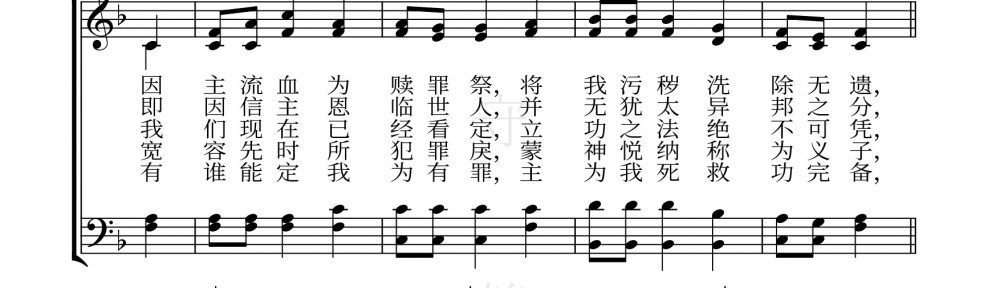 因主流血为赎罪祭，将我污秽洗除无遗，
即因信主恩临世人，并无犹太异邦之分，
我们现在已经看定，立功之法绝不可凭，
宽容先时所犯罪戾，蒙神悦纳称为义子，
有谁能定我为有罪，主为我死救功完备，